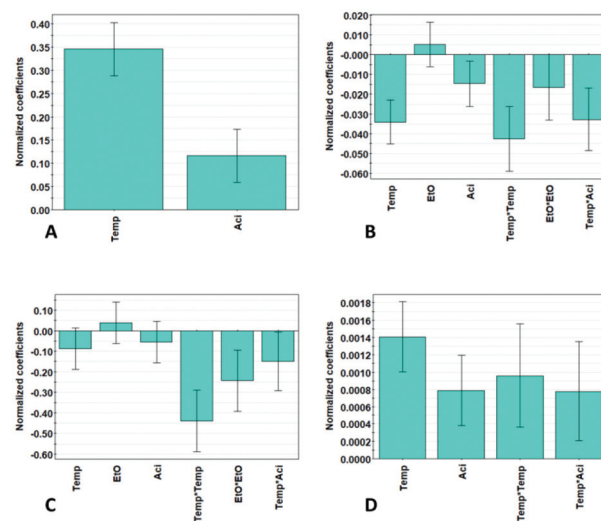 0.40
0.35
0.30
0.25
0.20
0.15
0.10
0.05
0.00
Normalized coefficients
Temp
Aci
A
0.020
0.010
-0.000
-0.010
-0.020
-0.030
-0.040
-0.050
-0.060
Normalized coefficients
Temp
EtO
Aci
Temp*Temp
EtO*EtO
Temp*Aci
B
0.10
0.00
-0.10
-0.20
-0.30
-0.40
-0.50
-0.60
Normalized coefficients
Temp
EtO
Aci
Temp*Temp
EtO*EtO
Temp*Aci
C
0.0018
0.0016
0.0014
0.0012
0.0010
0.0008
0.0006
0.0004
0.0002
0.0000
Normalized coefficients
Temp
Aci
Temp*Temp
Temp*Aci
D